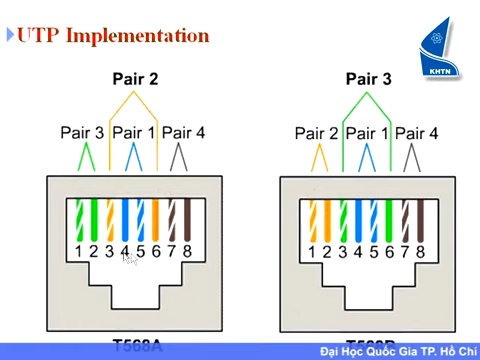 UTP Implementation
KHTN
Pair 2
Pair 3
Pair 3 Pair 1 Pair 4
Pair 2 Pair 1 Pair 4
1 2 3 4 5 6 7 8
1 2 3 4 5 6 7 8
T568A
T568B
Đại Học Quốc Gia TP. Hồ Chí